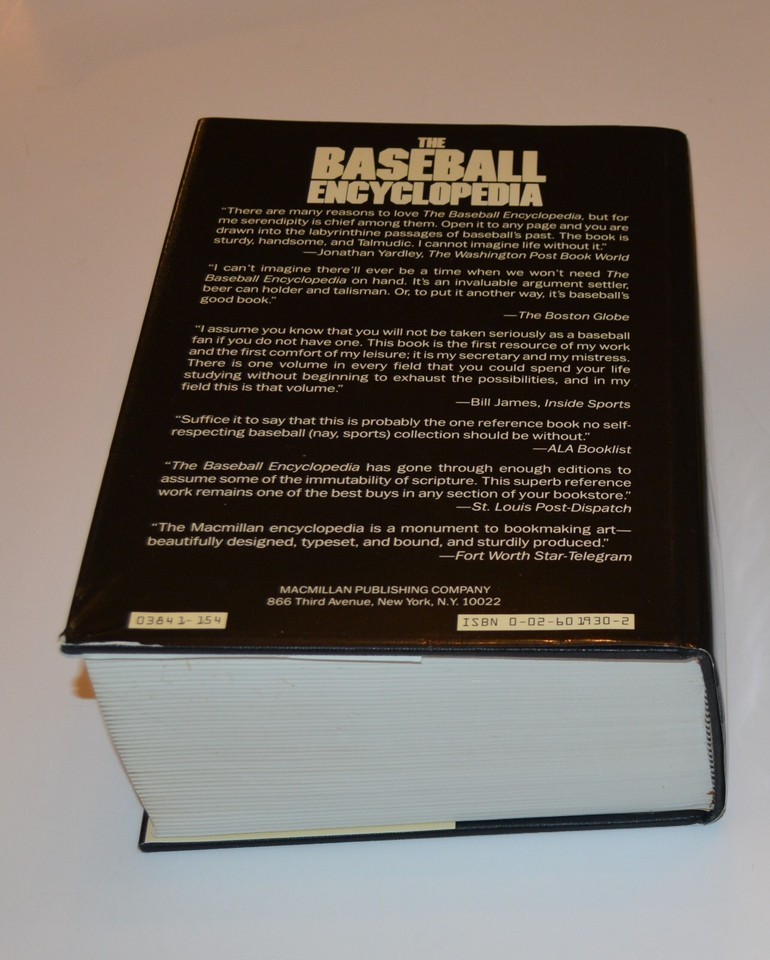 THE
BASEBALL
ENCYCLOPEDIA
"There are many reasons to love The Baseball Encyclopedia, but for
me serendipity is chief among them. Open it to any page and you are
drawn into the labyrinthine passages of baseball's past. The book is
sturdy, handsome, and Talmudic. I cannot imagine life without it."
—Jonathan Yardley, The Washington Post Book World
"I can't imagine there'll ever be a time when we won't need The
Baseball Encyclopedia on hand. It's an invaluable argument settler,
beer can holder and talisman. Or, to put it another way, it's baseball's
good book."
—The Boston Globe
"I assume you know that you will not be taken seriously as a baseball
fan if you do not have one. This book is the first resource of my work
and the first comfort of my leisure; it is my secretary and my mistress.
There is one volume in every field that you could spend your life
studying without beginning to exhaust the possibilities, and in my
field this is that volume."
—Bill James, Inside Sports
"Suffice it to say that this is probably the one reference book no self-
respecting baseball (nay, sports) collection should be without."
—ALA Booklist
"The Baseball Encyclopedia has gone through enough editions to
assume some of the immutability of scripture. This superb reference
work remains one of the best buys in any section of your bookstore."
—St. Louis Post-Dispatch
"The Macmillan encyclopedia is a monument to bookmaking art—
beautifully designed, typeset, and bound, and sturdily produced."
—Fort Worth Star-Telegram
MACMILLAN PUBLISHING COMPANY
866 Third Avenue, New York, N.Y. 10022
03841-154
ISBN 0-02-601930-2